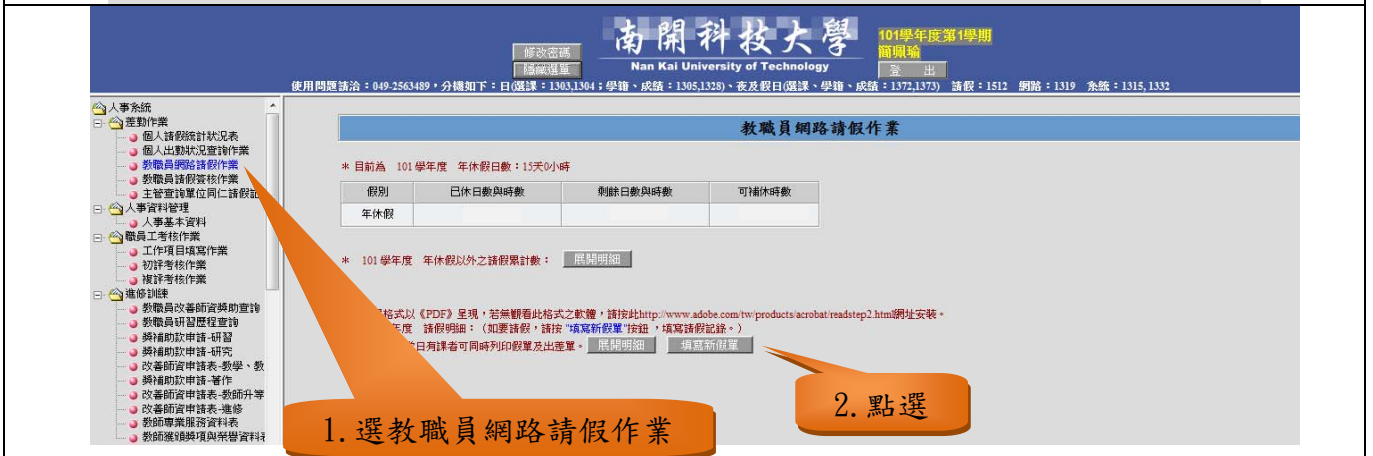 修改密碼
隱藏選單
南開科技大學
Nan Kai University of Technology
101學年度第1學期
簡珮瑜
登 出
使用問題請洽：049-2563489，分機如下：日(選課：1303,1304；學籍、成績：1305,1328)、夜及假日(選課、學籍、成績：1372,1373) 請假：1512 網路：1319 系統：1315, 1332
人事系統
差勤作業
個人請假統計狀況表
個人出勤狀況查詢作業
教職員網路請假作業
教職員請假簽核作業
主管查詢單位同仁請假記
人事資料管理
人事基本資料
職員工考核作業
工作項目填寫作業
初評考核作業
複評考核作業
進修訓練
教職員改善師資獎助查詢
教職員研習歷程查詢
獎補助款申請-研習
獎補助款申請-研究
改善師資申請表-教學、教
獎補助款申請-著作
改善師資申請表-教師升等
改善師資申請表-進修
教師專業服務資料表
教師獲頒獎項與榮譽資料
教職員網路請假作業
* 目前為 101 學年度 年休假日數：15天0小時
假別 已休日數與時數 剩餘日數與時數 可補休時數
年休假
* 101 學年度 年休假以外之請假累計數： 展開明細
格式以《PDF》呈現，若無觀看此格式之軟體，請按此http://www.adobe.com/tw/products/acrobat/readstep2.html網址安裝。
年度 請假明細：（如要請假，請按 "填寫新假單"按鈕 ，填寫請假記錄。）
日有課者可同時列印假單及出差單。 展開明細 填寫新假單
1.選教職員網路請假作業
2.點選